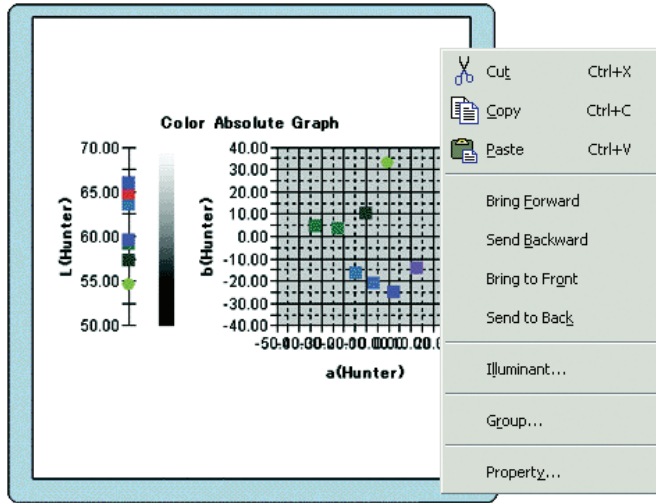 Color Absolute Graph
70.00
65.00
60.00
55.00
50.00
L(Hunter)
40.00
30.00
20.00
10.00
0.00
-10.00
-20.00
-30.00
-40.00
b(Hunter)
a(Hunter)
Cut Ctrl+X
Copy Ctrl+C
Paste Ctrl+V
Bring Forward
Send Backward
Bring to Front
Send to Back
Illuminant...
Group...
Property...